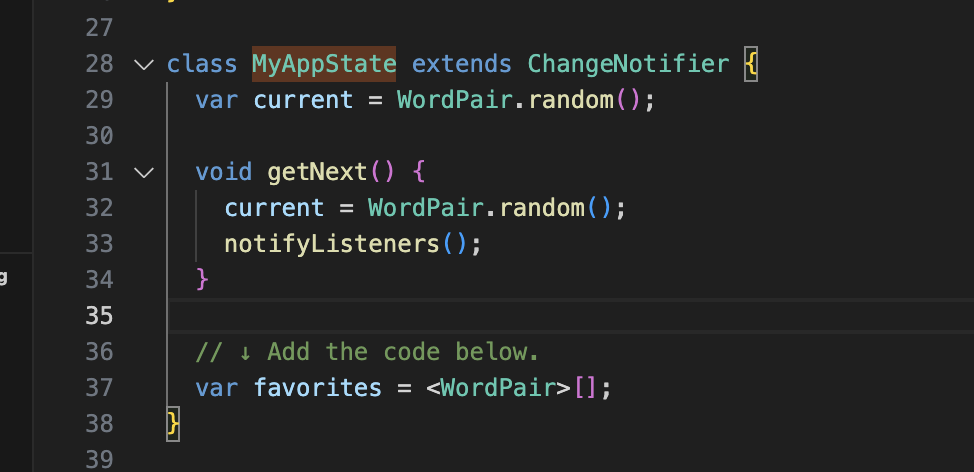 27
28 class MyAppState extends ChangeNotifier {
29 var current = WordPair.random();
30
31 void getNext() {
32 current = WordPair.random();
33 notifyListeners();
34 }
35
36 // ↓ Add the code below.
37 var favorites = <WordPair>[];
38 }
39
g